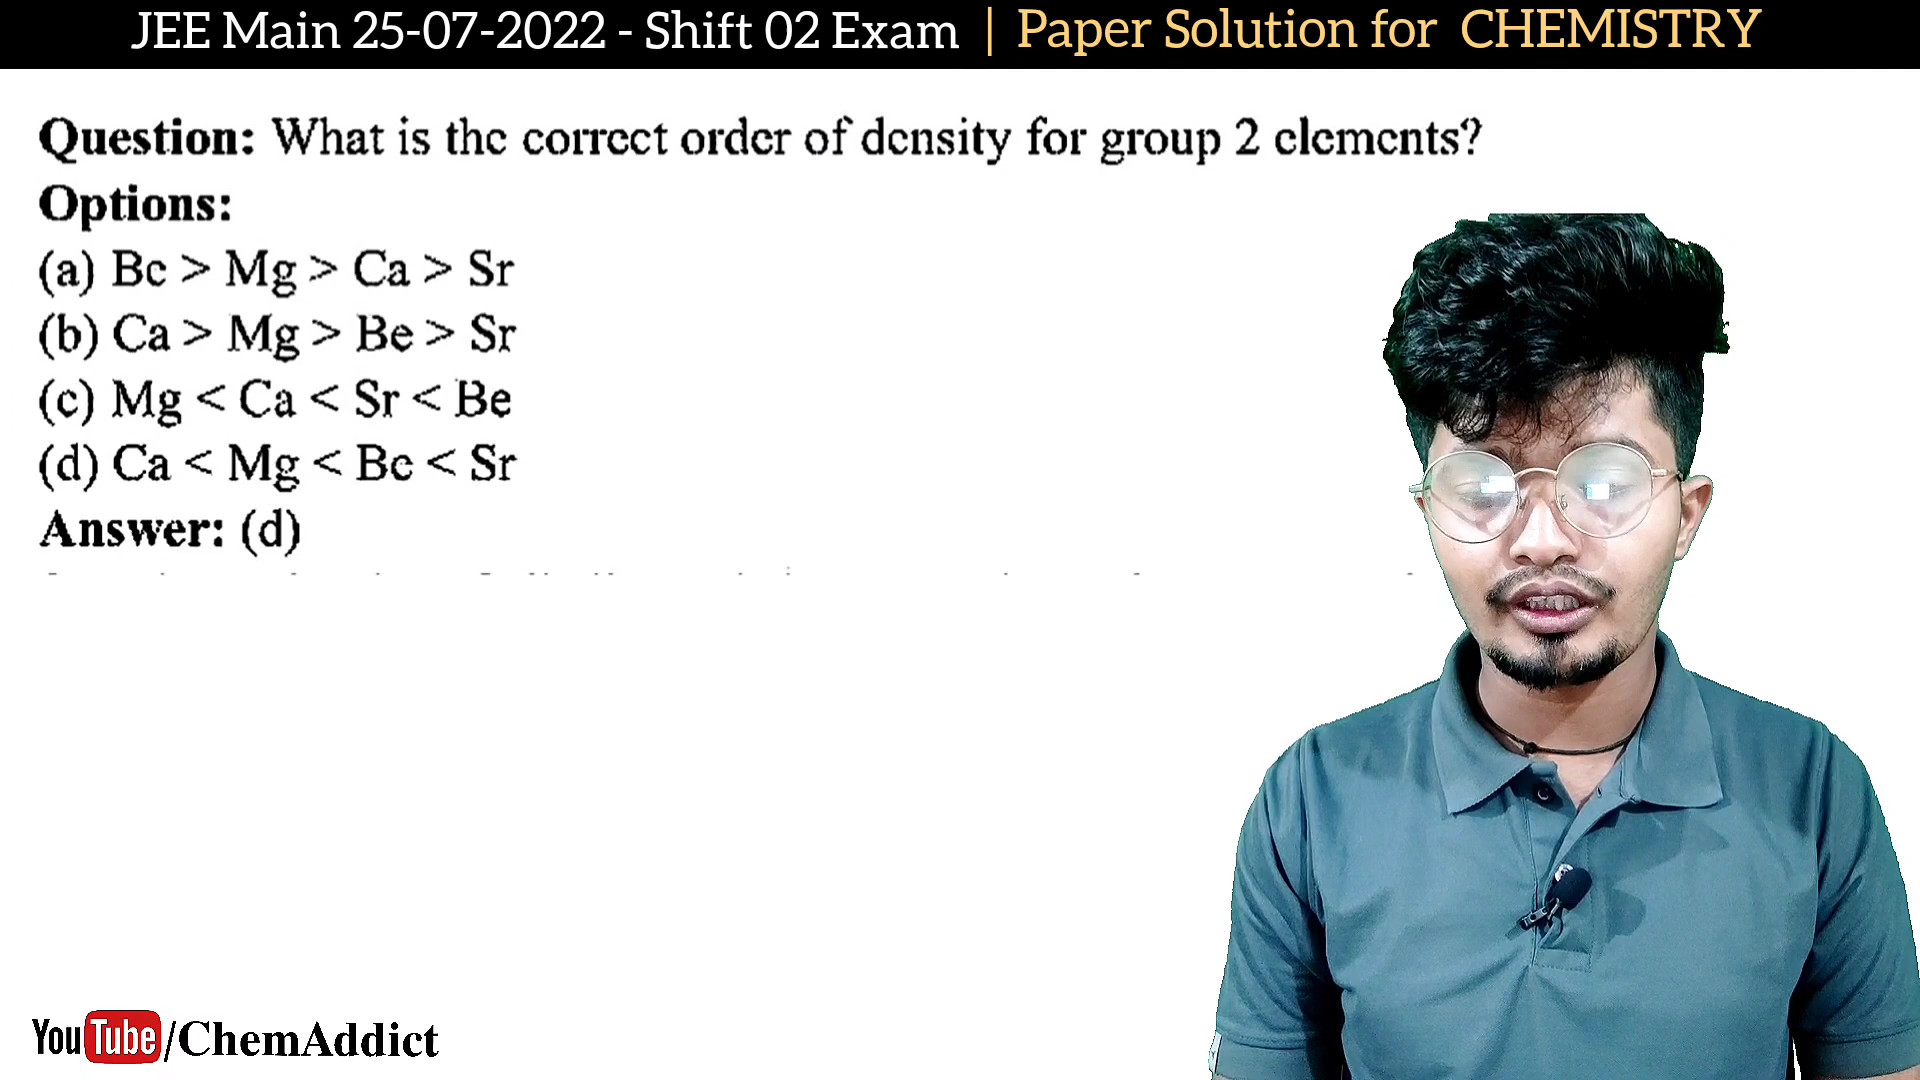 JEE Main 25-07-2022 - Shift 02 Exam | Paper Solution for CHEMISTRY
Question: What is the correct order of density for group 2 elements?
Options:
(a) Be > Mg > Ca > Sr
(b) Ca > Mg > Be > Sr
(c) Mg < Ca < Sr < Be
(d) Ca < Mg < Be < Sr
Answer: (d)
YouTube/ChemAddict